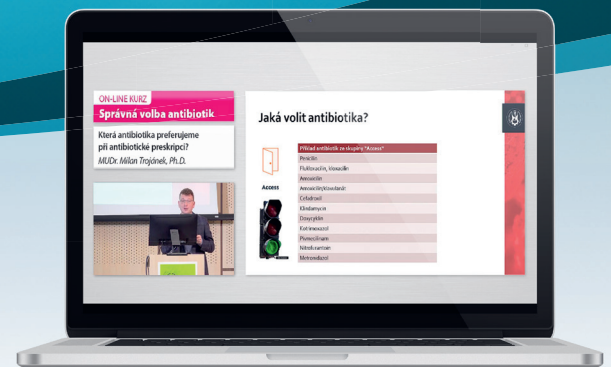 ON-LINE KURZ
Správná volba antibiotik
Která antibiotika preferujeme
při antibiotické preskripci?
MUDr. Milan Trojánek, Ph.D.
Jaká volit antibiotika?
Access
Příklad antibiotik ze skupiny "Access"
Penicilin
Flukloxacilin, kloxacilin
Amoxicilin
Amoxicilin/klavulanát
Cefadroxil
Klindamycin
Doxycyklin
Kotrimoxazol
Pivmecilinam
Nitrofurantoin
Metronidazol